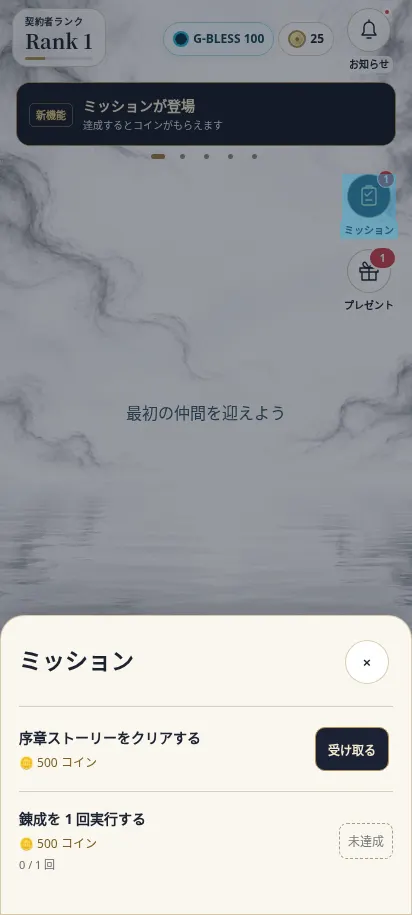 契約者ランク
Rank 1
G-BLESS 100
25
お知らせ
新機能
ミッションが登場
達成するとコインがもらえます
1
ミッション
1
プレゼント
最初の仲間を迎えよう
ミッション
×
序章ストーリーをクリアする
500 コイン
受け取る
錬成を 1 回実行する
500 コイン
0 / 1 回
未達成